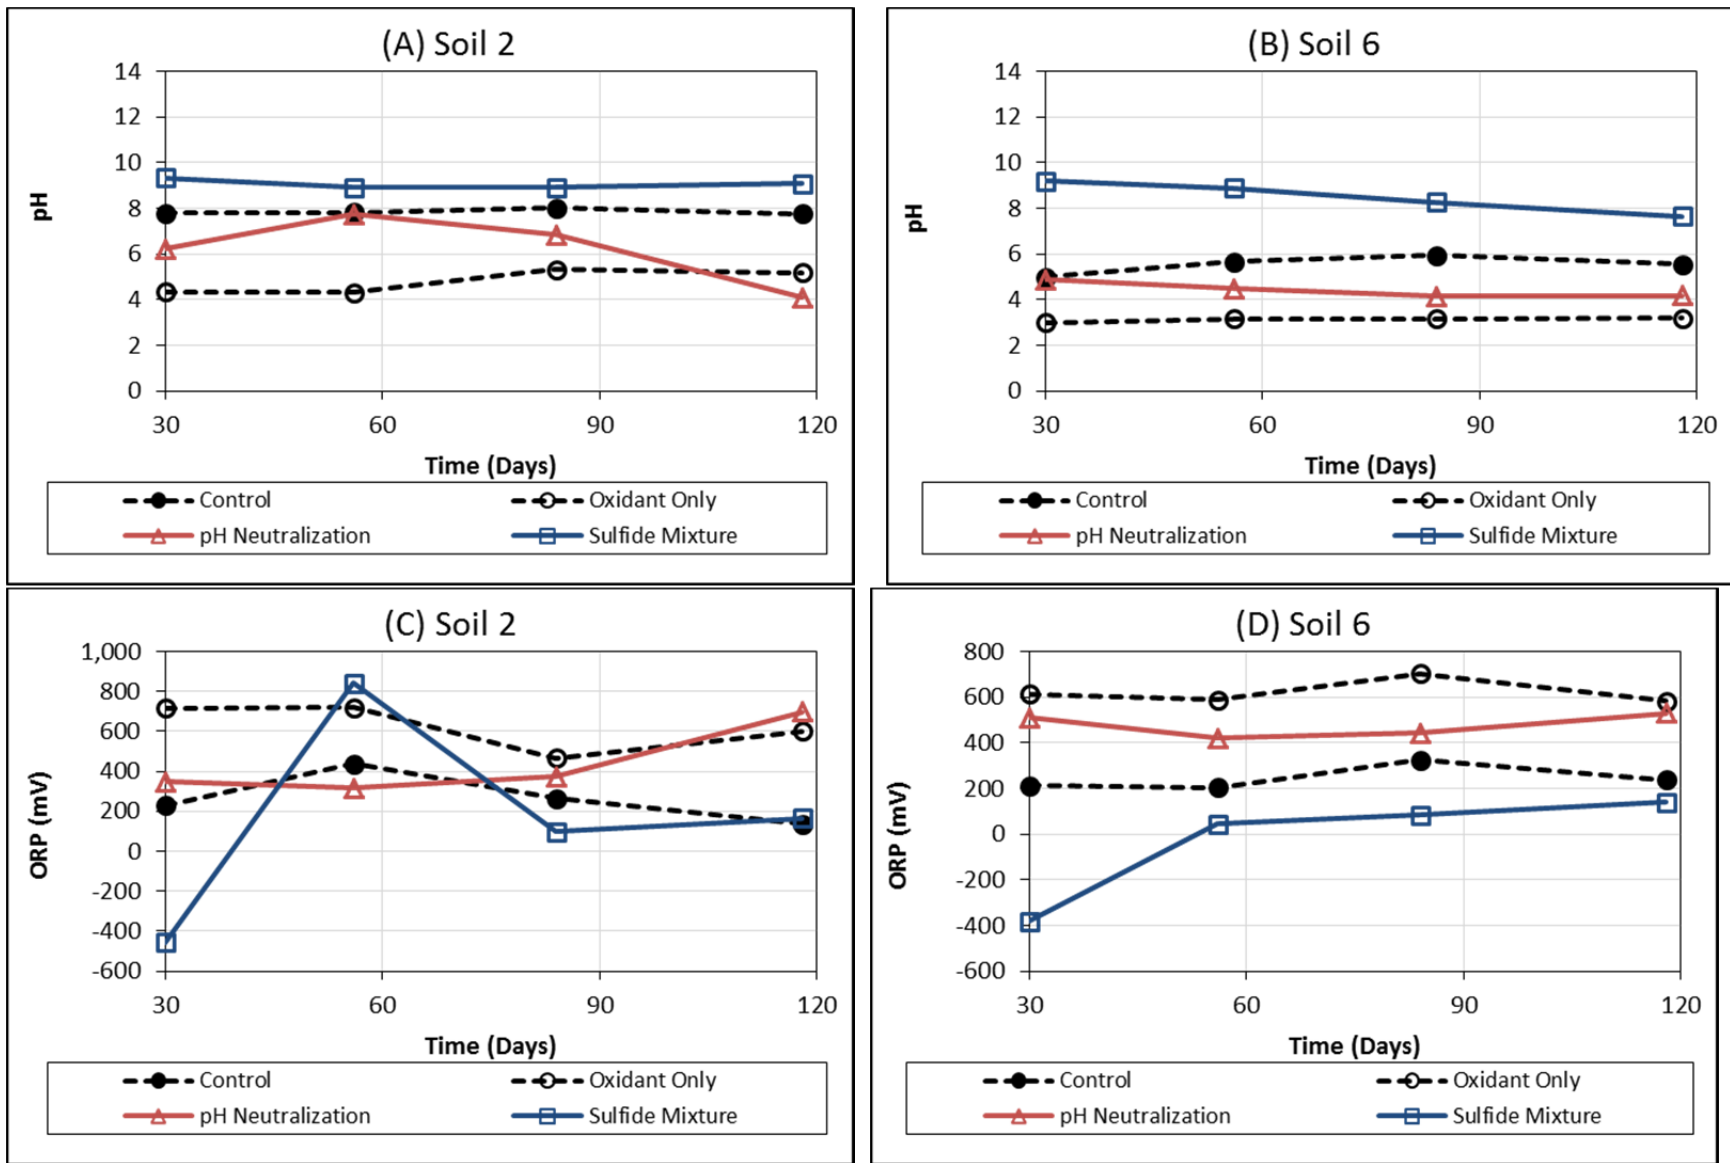 (A) Soil 2
14
12
10
8
6
4
2
0
pH
30 60 90 120
Time (Days)
Control Oxidant Only
pH Neutralization Sulfide Mixture
(B) Soil 6
14
12
10
8
6
4
2
0
pH
30 60 90 120
Time (Days)
Control Oxidant Only
pH Neutralization Sulfide Mixture
(C) Soil 2
1,000
800
600
400
200
0
-200
-400
-600
ORP (mV)
30 60 90 120
Time (Days)
Control Oxidant Only
pH Neutralization Sulfide Mixture
(D) Soil 6
800
600
400
200
0
-200
-400
-600
ORP (mV)
30 60 90 120
Time (Days)
Control Oxidant Only
pH Neutralization Sulfide Mixture